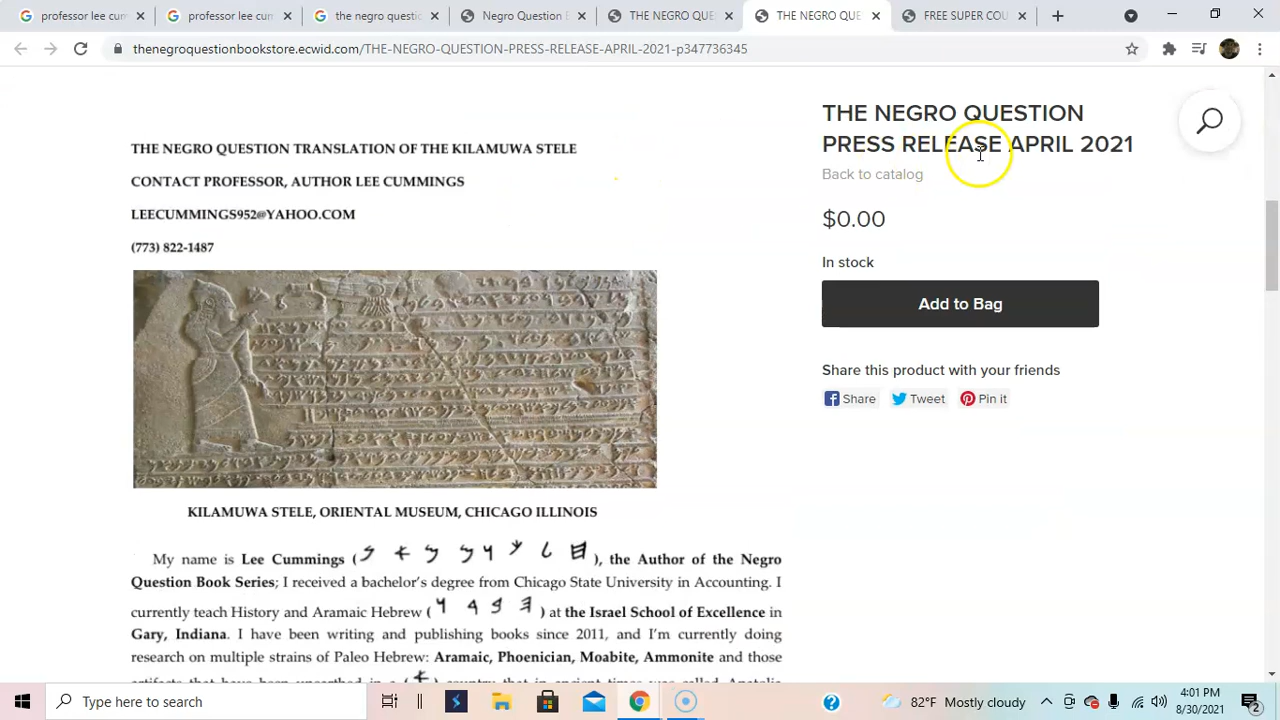 professor lee cum
professor lee cum
the negro questio
Negro Question B
THE NEGRO QUES
THE NEGRO QUE
FREE SUPER COU
thenegroquestionbookstore.ecwid.com/THE-NEGRO-QUESTION-PRESS-RELEASE-APRIL-2021-p347736345
THE NEGRO QUESTION TRANSLATION OF THE KILAMUWA STELE
CONTACT PROFESSOR, AUTHOR LEE CUMMINGS
LEECUMMINGS952@YAHOO.COM
(773) 822-1487
KILAMUWA STELE, ORIENTAL MUSEUM, CHICAGO ILLINOIS
My name is Lee Cummings ( ), the Author of the Negro
Question Book Series; I received a bachelor's degree from Chicago State University in Accounting. I
currently teach History and Aramaic Hebrew ( ) at the Israel School of Excellence in
Gary, Indiana. I have been writing and publishing books since 2011, and I'm currently doing
research on multiple strains of Paleo Hebrew: Aramaic, Phoenician, Moabite, Ammonite and those
THE NEGRO QUESTION
PRESS RELEASE APRIL 2021
Back to catalog
$0.00
In stock
Add to Bag
Share this product with your friends
Share
Tweet
Pin it
Type here to search
82°F Mostly cloudy
4:01 PM
8/30/2021
2